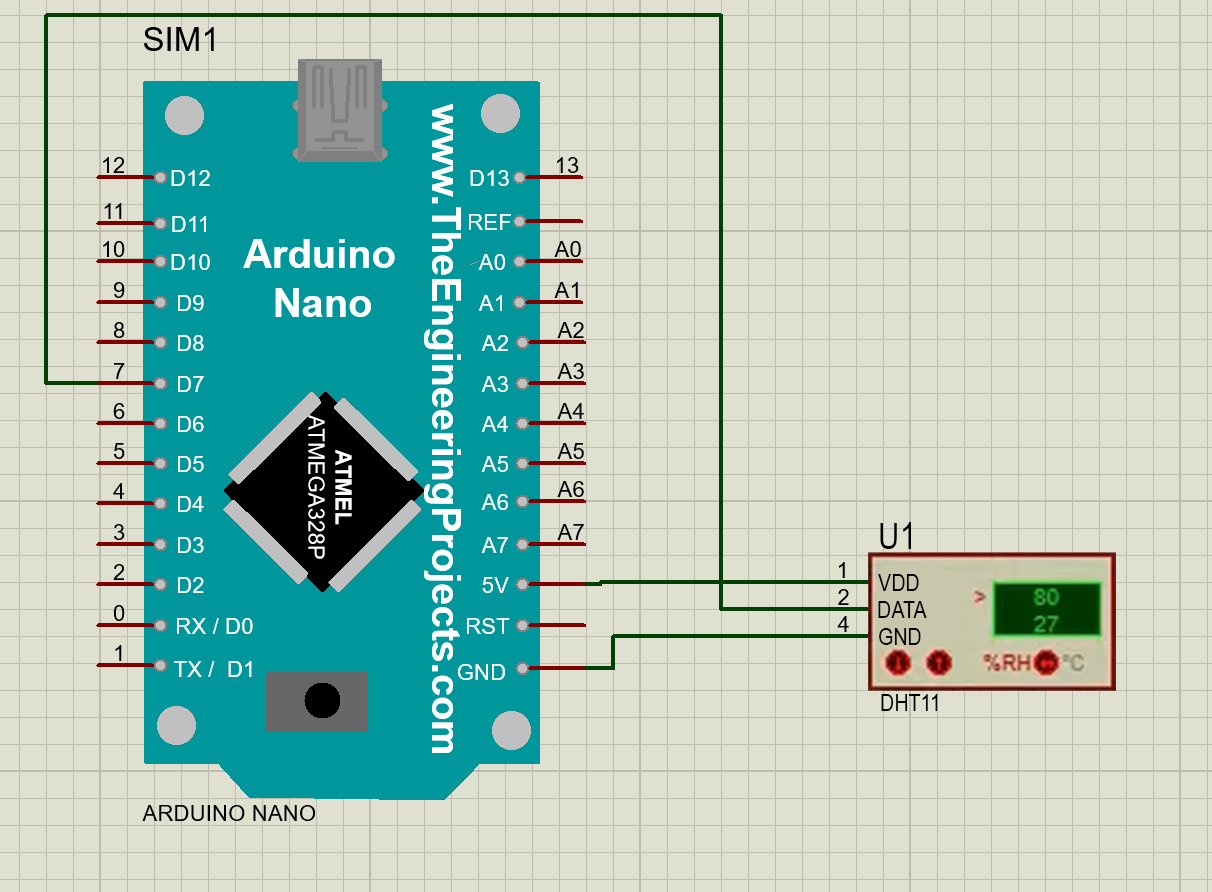 SIM1
12
D12
11
D11
10
D10
9
D9
8
D8
7
D7
6
D6
5
D5
4
D4
3
D3
2
D2
0
RX / D0
1
TX / D1
Arduino
Nano
ATMEL
ATMEGA328P
www.TheEngineeringProjects.com
D13
13
REF
A0
A0
A1
A1
A2
A2
A3
A3
A4
A4
A5
A5
A6
A6
A7
A7
5V
RST
GND
ARDUINO NANO
U1
1
VDD
2
DATA
4
GND
>
80
27
%RH
°C
DHT11